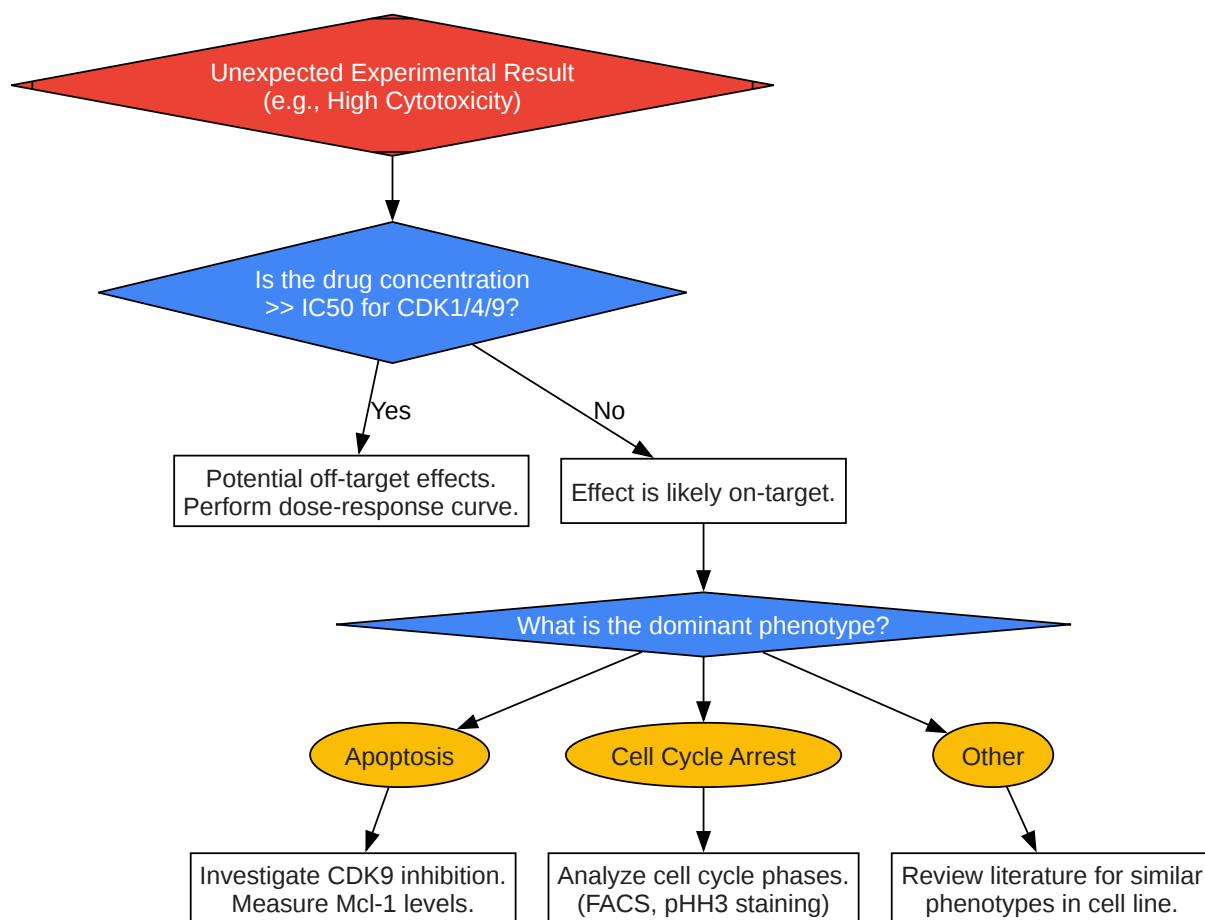 Unexpected Experimental Result
(e.g., High Cytotoxicity)
Is the drug concentration
>> IC50 for CDK1/4/9?
Yes
No
Potential off-target effects.
Perform dose-response curve.
Effect is likely on-target.
What is the dominant phenotype?
Apoptosis
Cell Cycle Arrest
Other
Investigate CDK9 inhibition.
Measure Mcl-1 levels.
Analyze cell cycle phases.
(FACS, pHH3 staining)
Review literature for similar
phenotypes in cell line.